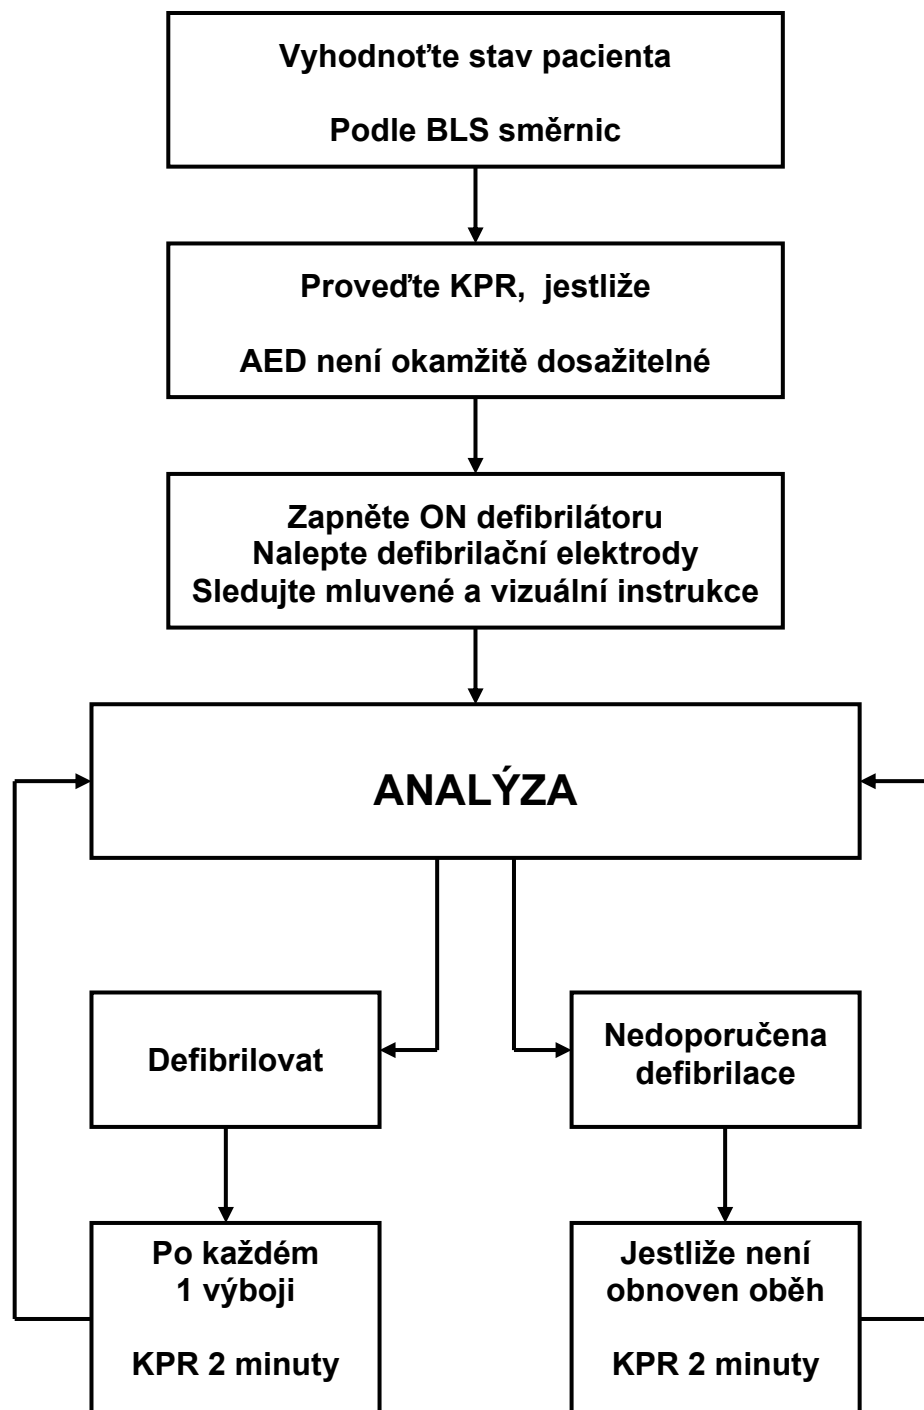 Vyhodnoťte stav pacienta
Podle BLS směrnic
Proveďte KPR, jestliže
AED není okamžitě dosažitelné
Zapněte ON defibrilátoru
Nalepte defibrilační elektrody
Sledujte mluvené a vizuální instrukce
ANALÝZA
Defibrilovat
Nedoporučena
defibrilace
Po každém
1 výboji
KPR 2 minuty
Jestliže není
obnoven oběh
KPR 2 minuty